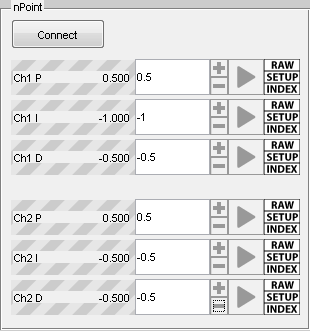 nPoint
Connect
Ch1 P 0.500 0.5 RAW SETUP INDEX
Ch1 I -1.000 -1 RAW SETUP INDEX
Ch1 D -0.500 -0.5 RAW SETUP INDEX
Ch2 P 0.500 0.5 RAW SETUP INDEX
Ch2 I -0.500 -0.5 RAW SETUP INDEX
Ch2 D -0.500 -0.5 RAW SETUP INDEX